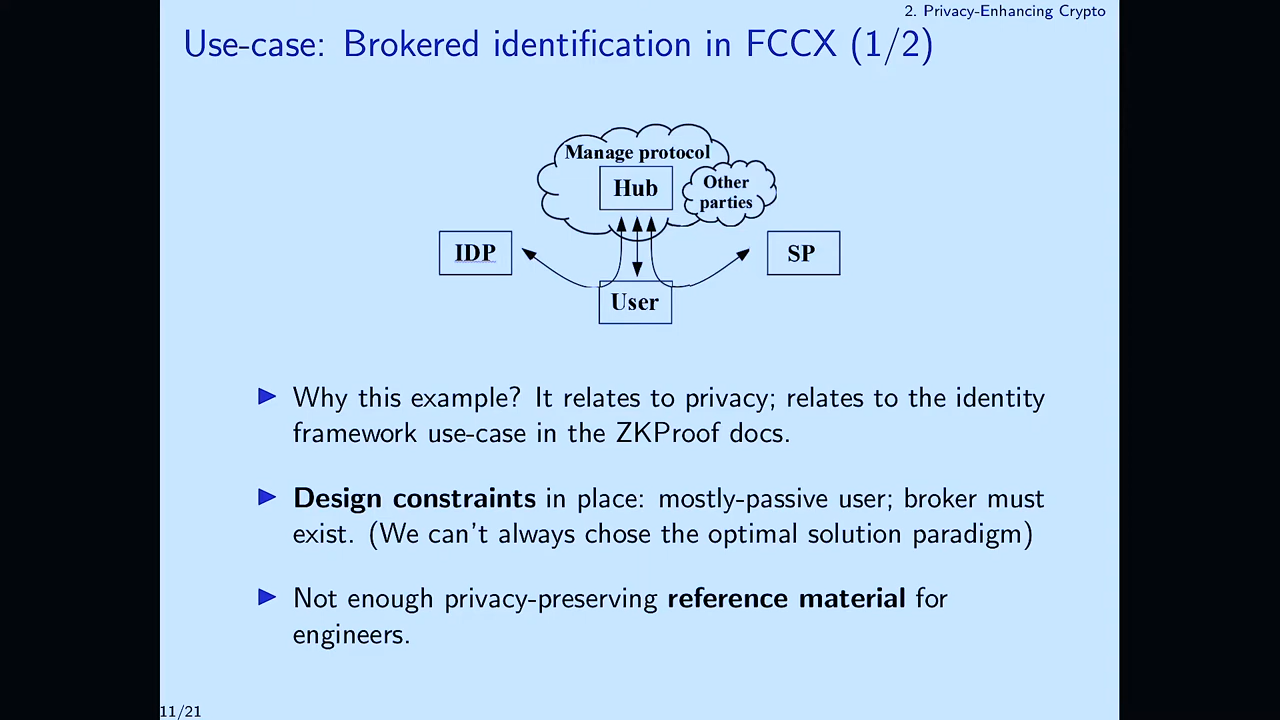 2. Privacy-Enhancing Crypto
Use-case: Brokered identification in FCCX (1/2)
Manage protocol
Hub
Other
parties
IDP
SP
User
Why this example? It relates to privacy; relates to the identity
framework use-case in the ZKProof docs.
Design constraints in place: mostly-passive user; broker must
exist. (We can't always chose the optimal solution paradigm)
Not enough privacy-preserving reference material for
engineers.
11/21